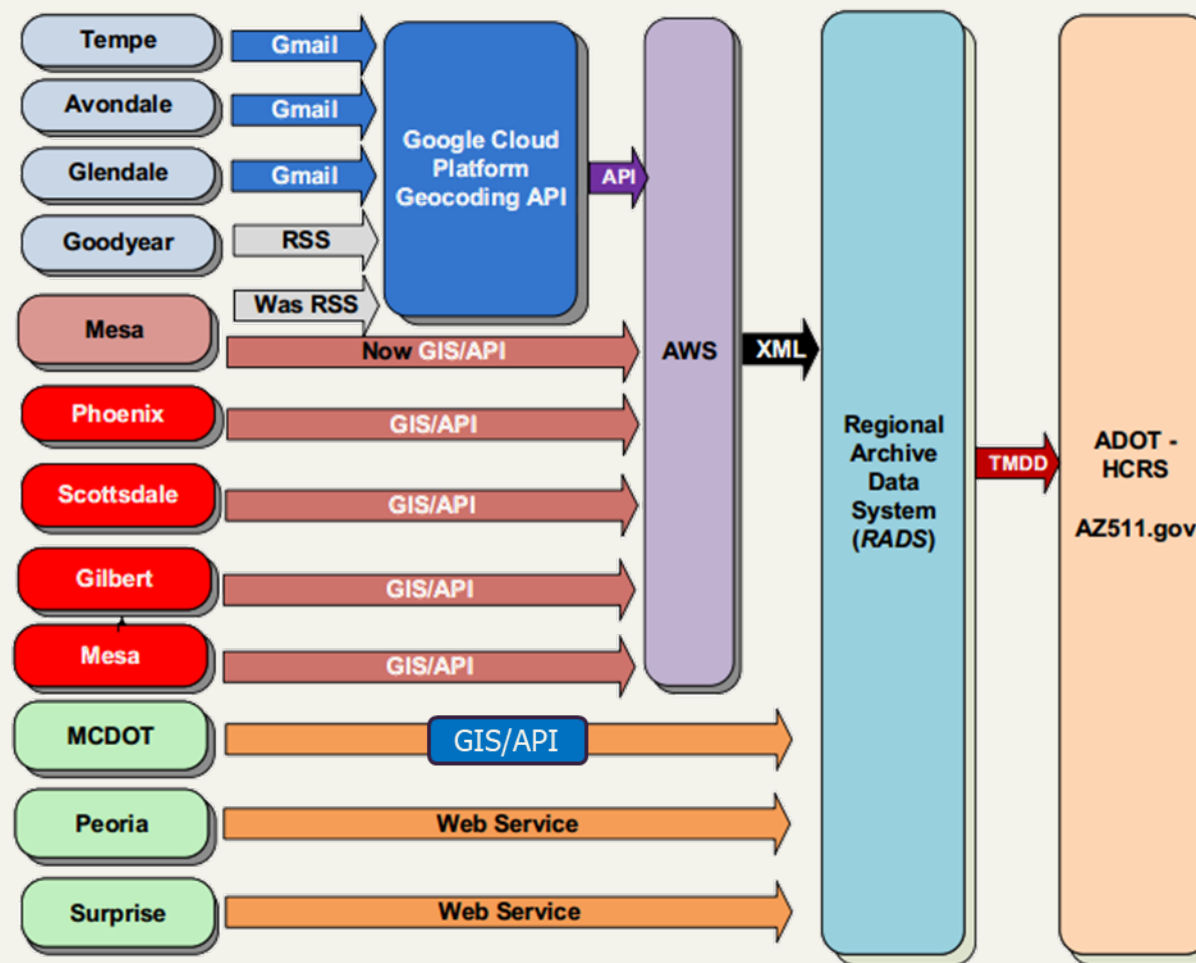 Tempe
Gmail
Avondale
Gmail
Glendale
Gmail
Goodyear
RSS
Google Cloud
Platform
Geocoding API
API
Mesa
Was RSS
Now GIS/API
Phoenix
GIS/API
Scottsdale
GIS/API
Gilbert
GIS/API
Mesa
GIS/API
AWS
XML
MCDOT
GIS/API
Peoria
Web Service
Surprise
Web Service
Regional
Archive
Data
System
(RADS)
TMDD
ADOT -
HCRS
AZ511.gov